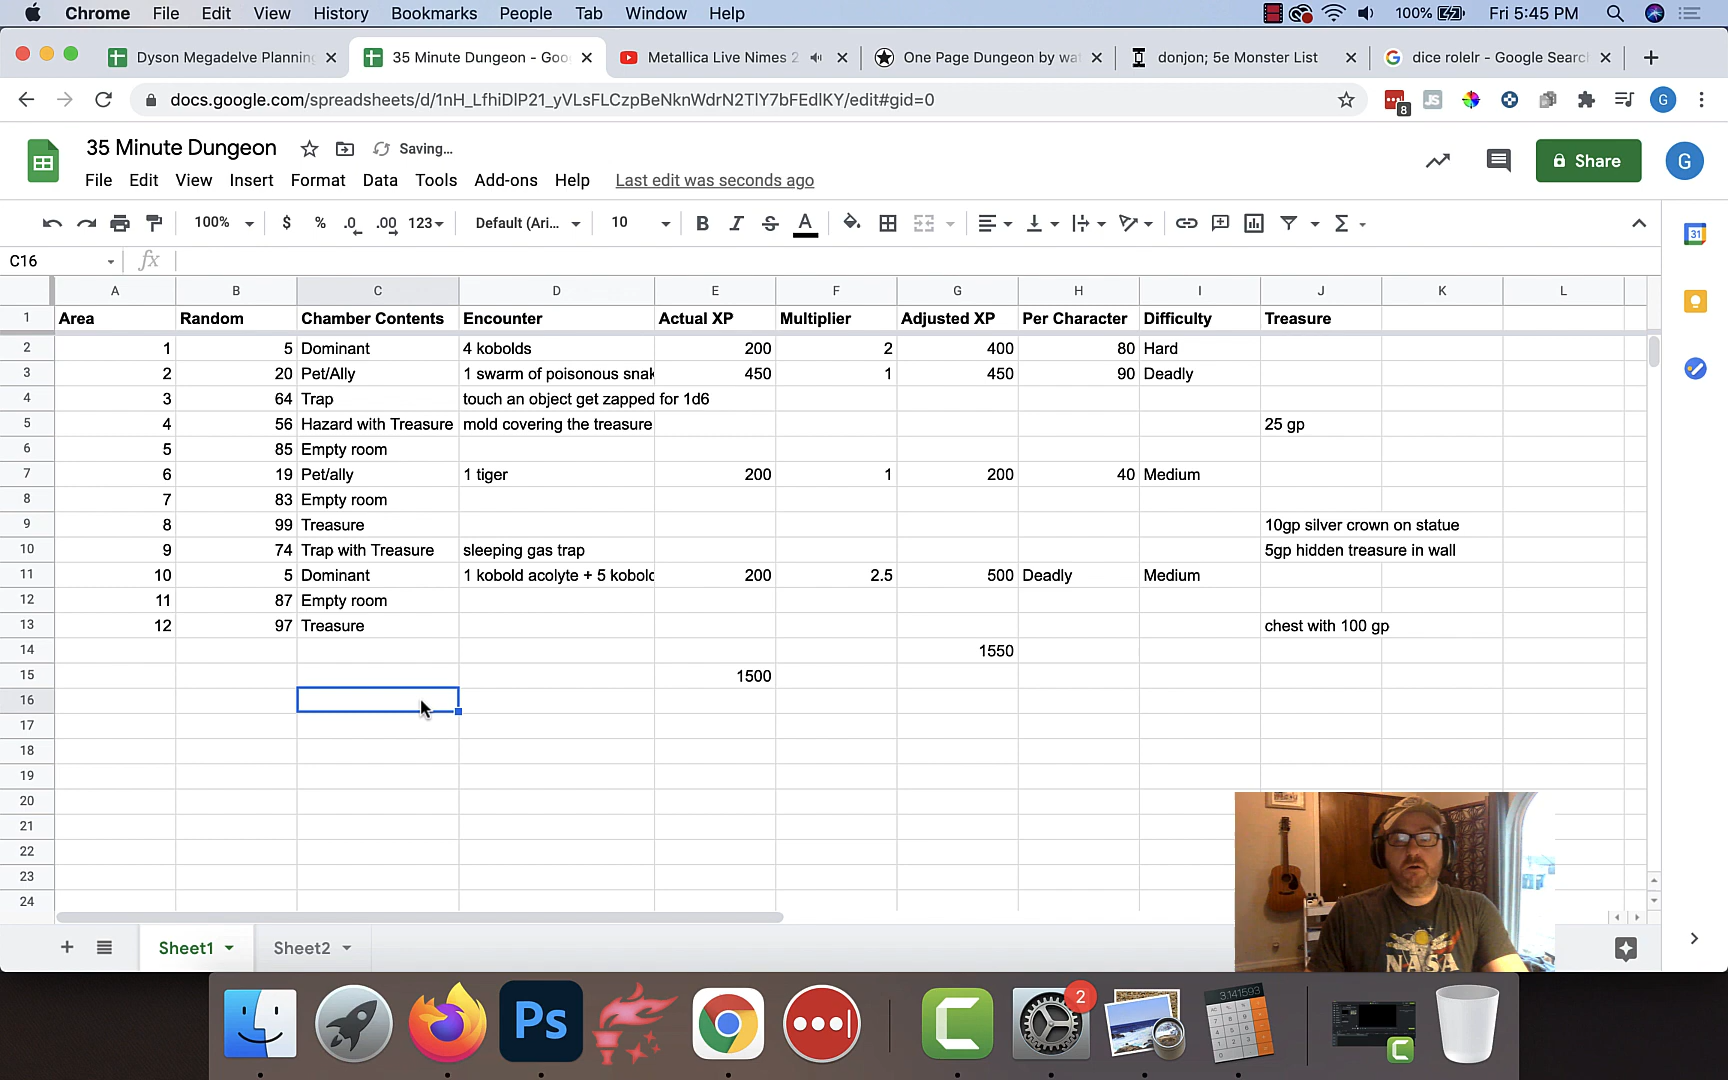 Chrome File Edit View History Bookmarks People Tab Window Help 100% Fri 5:45 PM
Dyson Megadelve Planning
35 Minute Dungeon - Goo
Metallica Live Nimes 2
One Page Dungeon by wat
donjon; 5e Monster List
dice rolelr - Google Search
docs.google.com/spreadsheets/d/1nH_LfhiDlP21_yVLsFLCzpBeNknWdrN2TlY7bFEdlKY/edit#gid=0
8
JS
G
35 Minute Dungeon Saving...
Share
G
File Edit View Insert Format Data Tools Add-ons Help Last edit was seconds ago
100% $ % .0 .00 123 Default (Ari... 10 B I S A
31
C16 fx
A B C D E F G H I J K L
1 Area Random Chamber Contents Encounter Actual XP Multiplier Adjusted XP Per Character Difficulty Treasure
2 1 5 Dominant 4 kobolds 200 2 400 80 Hard
3 2 20 Pet/Ally 1 swarm of poisonous snak 450 1 450 90 Deadly
4 3 64 Trap touch an object get zapped for 1d6
5 4 56 Hazard with Treasure mold covering the treasure 25 gp
6 5 85 Empty room
7 6 19 Pet/ally 1 tiger 200 1 200 40 Medium
8 7 83 Empty room
9 8 99 Treasure 10gp silver crown on statue
10 9 74 Trap with Treasure sleeping gas trap 5gp hidden treasure in wall
11 10 5 Dominant 1 kobold acolyte + 5 kobolc 200 2.5 500 Deadly Medium
12 11 87 Empty room
13 12 97 Treasure chest with 100 gp
14 1550
15 1500
16
17
18
19
20
21
22
23
24
NASA
Sheet1 Sheet2
Ps
C
2
3.141593
C